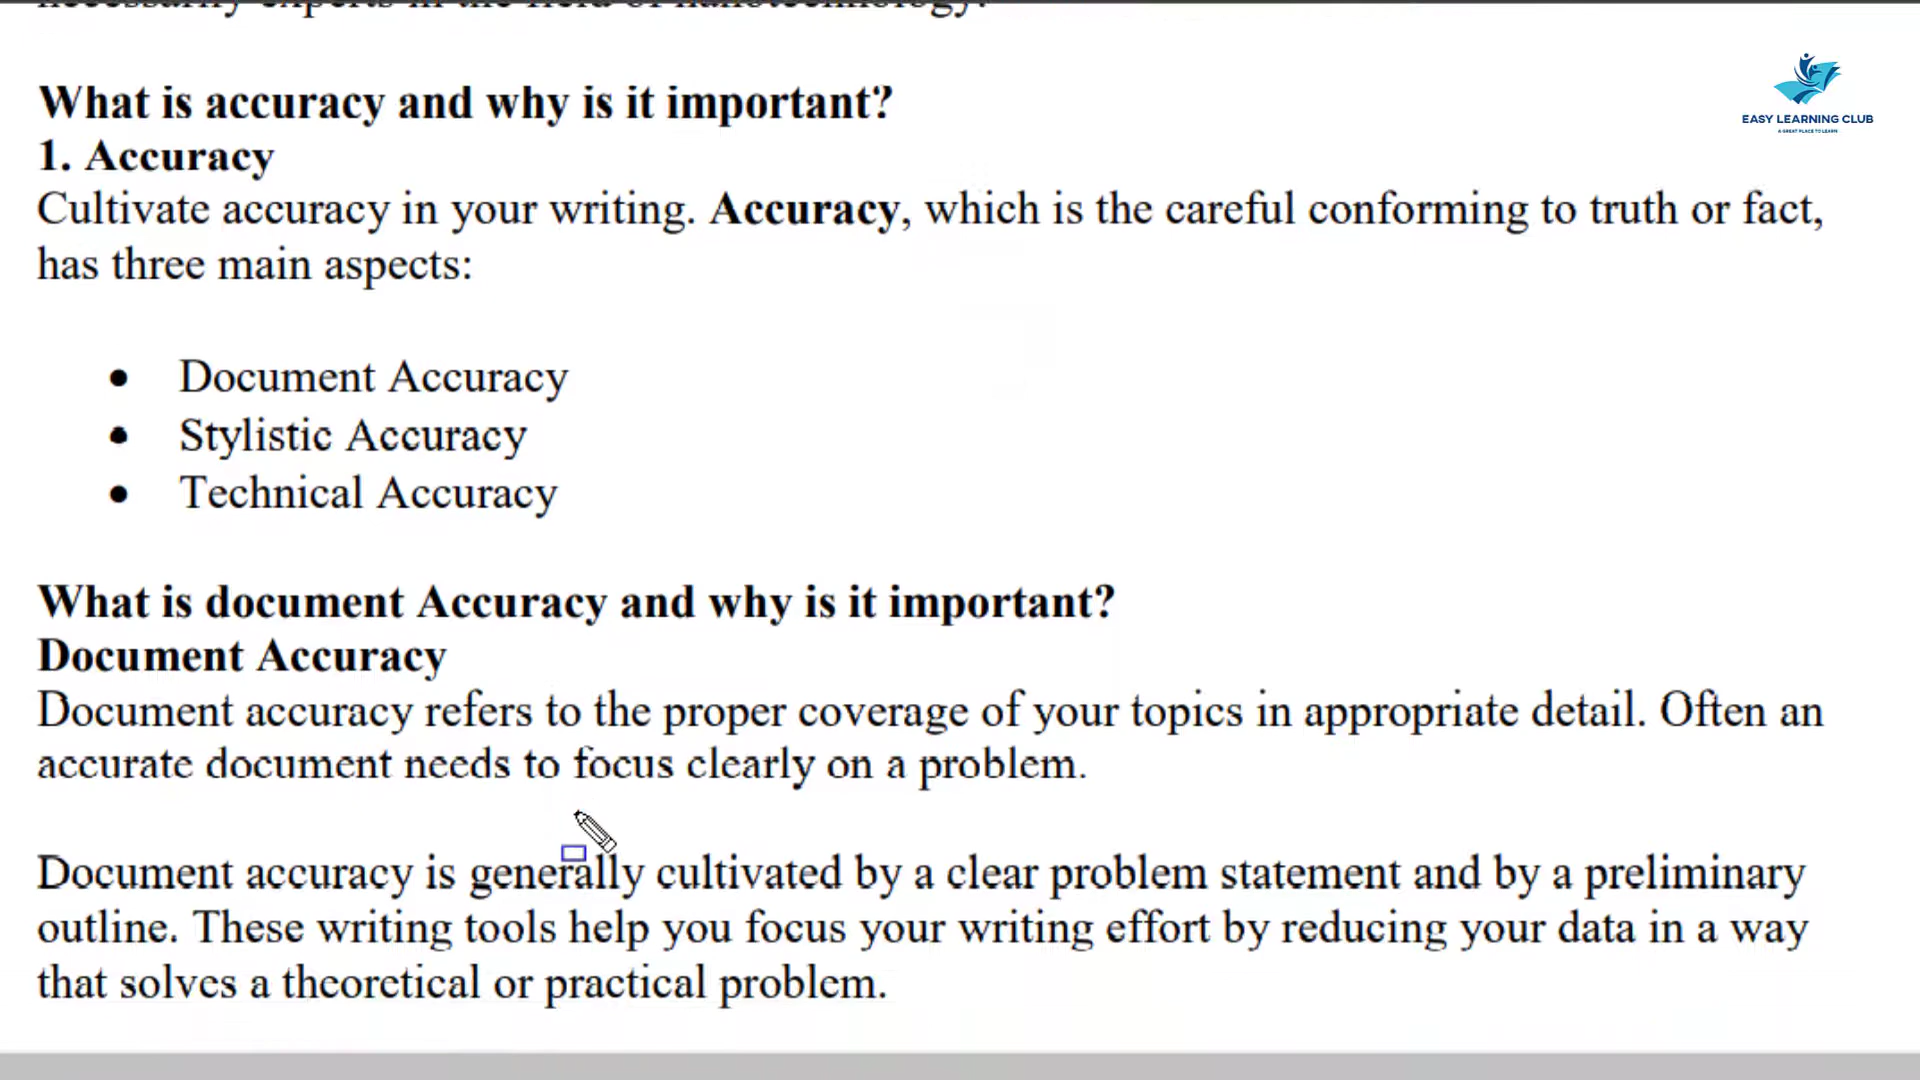 necessarily experts in the field of nanotechnology.
What is accuracy and why is it important?
EASY LEARNING CLUB
A GREAT PLACE TO LEARN
1. Accuracy
Cultivate accuracy in your writing. Accuracy, which is the careful conforming to truth or fact,
has three main aspects:
• Document Accuracy
• Stylistic Accuracy
• Technical Accuracy
What is document Accuracy and why is it important?
Document Accuracy
Document accuracy refers to the proper coverage of your topics in appropriate detail. Often an
accurate document needs to focus clearly on a problem.
Document accuracy is generally cultivated by a clear problem statement and by a preliminary
outline. These writing tools help you focus your writing effort by reducing your data in a way
that solves a theoretical or practical problem.